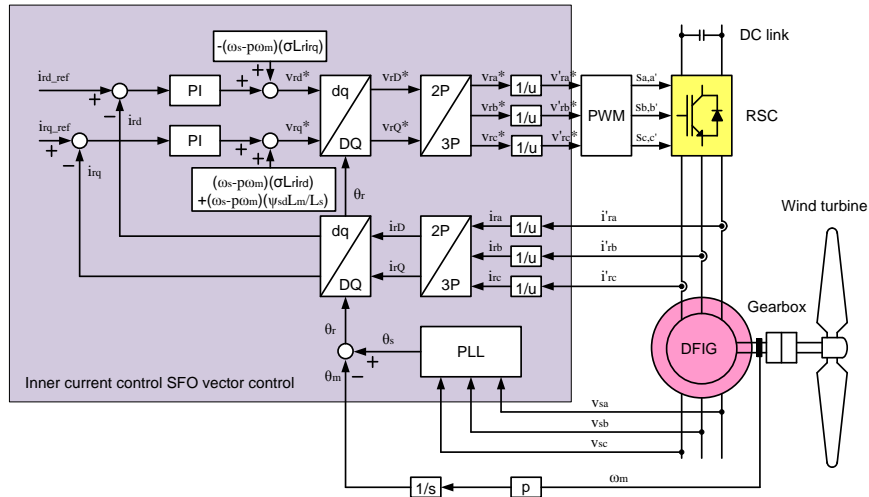 -(ωs-pωm)(σLrirq)
DC link
ird_ref
PI
vrd*
dq
vrD*
2P
vra*
1/u
v'ra*
Sa,a'
ird
vrb*
1/u
v'rb*
PWM
Sb,b'
RSC
irq_ref
PI
vrq*
DQ
vrQ*
3P
vrc*
1/u
v'rc*
Sc,c'
irq
(ωs-pωm)(σLrird)
+(ωs-pωm)(ψsdLm/Ls)
θr
Wind turbine
dq
irD
2P
ira
1/u
i'ra
irb
1/u
i'rb
DQ
irQ
3P
irc
1/u
i'rc
Gearbox
θr
θs
PLL
DFIG
Inner current control SFO vector control
θm
vsa
vsb
vsc
1/s
p
ωm